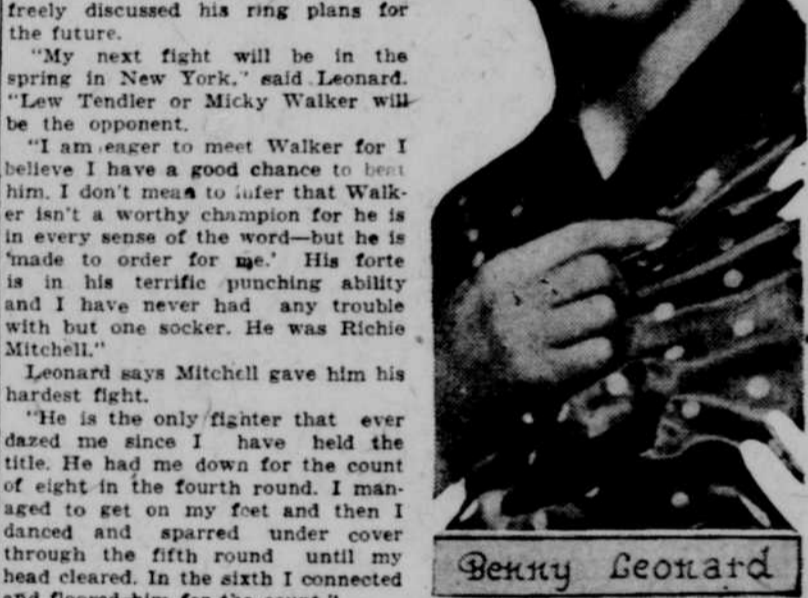 freely discussed his ring plans for
the future.
"My next fight will be in the
spring in New York," said Leonard.
"Lew Tendler or Micky Walker will
be the opponent.
"I am eager to meet Walker for I
believe I have a good chance to beat
him. I don't mean to infer that Walk-
er isn't a worthy champion for he is
in every sense of the word—but he is
'made to order for me.' His forte
is in his terrific punching ability
and I have never had any trouble
with but one socker. He was Richie
Mitchell."
Leonard says Mitchell gave him his
hardest fight.
"He is the only fighter that ever
dazed me since I have held the
title. He had me down for the count
of eight in the fourth round. I man-
aged to get on my feet and then I
danced and sparred under cover
through the fifth round until my
head cleared. In the sixth I connected
and floored him for the count."
Benny Leonard